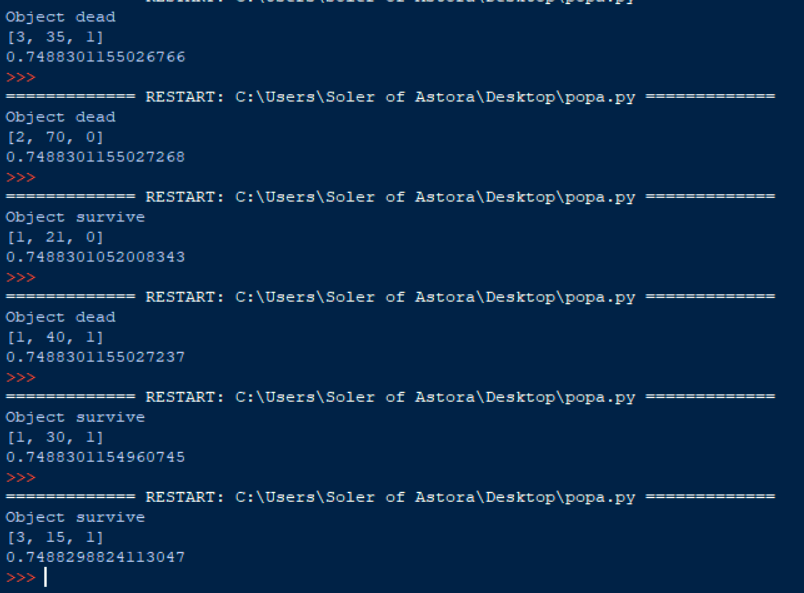 Object dead
[3, 35, 1]
0.7488301155026766
>>>
============= RESTART: C:\Users\Soler of Astora\Desktop\popa.py =============
Object dead
[2, 70, 0]
0.7488301155027268
>>>
============= RESTART: C:\Users\Soler of Astora\Desktop\popa.py =============
Object survive
[1, 21, 0]
0.7488301052008343
>>>
============= RESTART: C:\Users\Soler of Astora\Desktop\popa.py =============
Object dead
[1, 40, 1]
0.7488301155027237
>>>
============= RESTART: C:\Users\Soler of Astora\Desktop\popa.py =============
Object survive
[1, 30, 1]
0.7488301154960745
>>>
============= RESTART: C:\Users\Soler of Astora\Desktop\popa.py =============
Object survive
[3, 15, 1]
0.7488298824113047
>>>